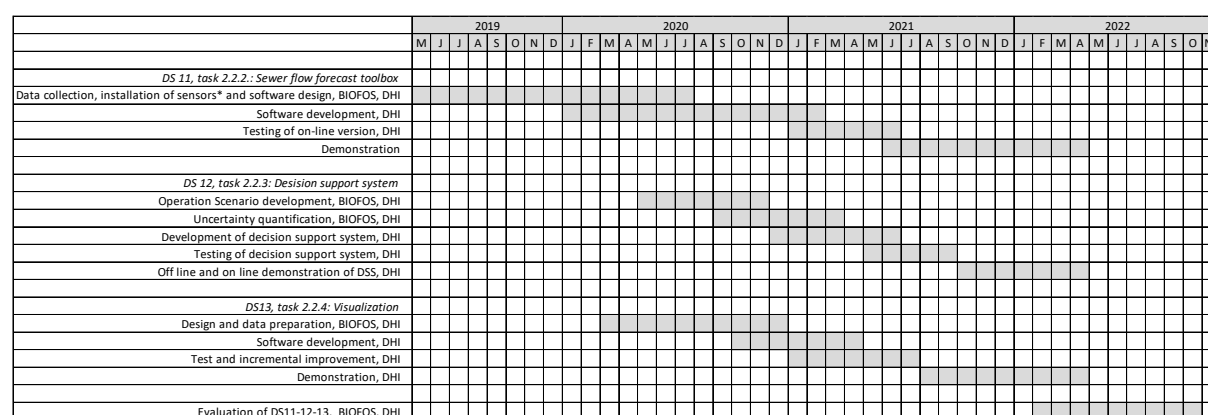 2019 2020 2021 2022
M J J A S O N D J F M A M J J A S O N D J F M A M J J A S O N D J F M A M J J A S O N
DS 11, task 2.2.2.: Sewer flow forecast toolbox
Data collection, installation of sensors* and software design, BIOFOS, DHI
Software development, DHI
Testing of on-line version, DHI
Demonstration
DS 12, task 2.2.3: Desision support system
Operation Scenario development, BIOFOS, DHI
Uncertainty quantification, BIOFOS, DHI
Development of decision support system, DHI
Testing of decision support system, DHI
Off line and on line demonstration of DSS, DHI
DS13, task 2.2.4: Visualization
Design and data preparation, BIOFOS, DHI
Software development, DHI
Test and incremental improvement, DHI
Demonstration, DHI
Evaluation of DS11-12-13, BIOFOS, DHI